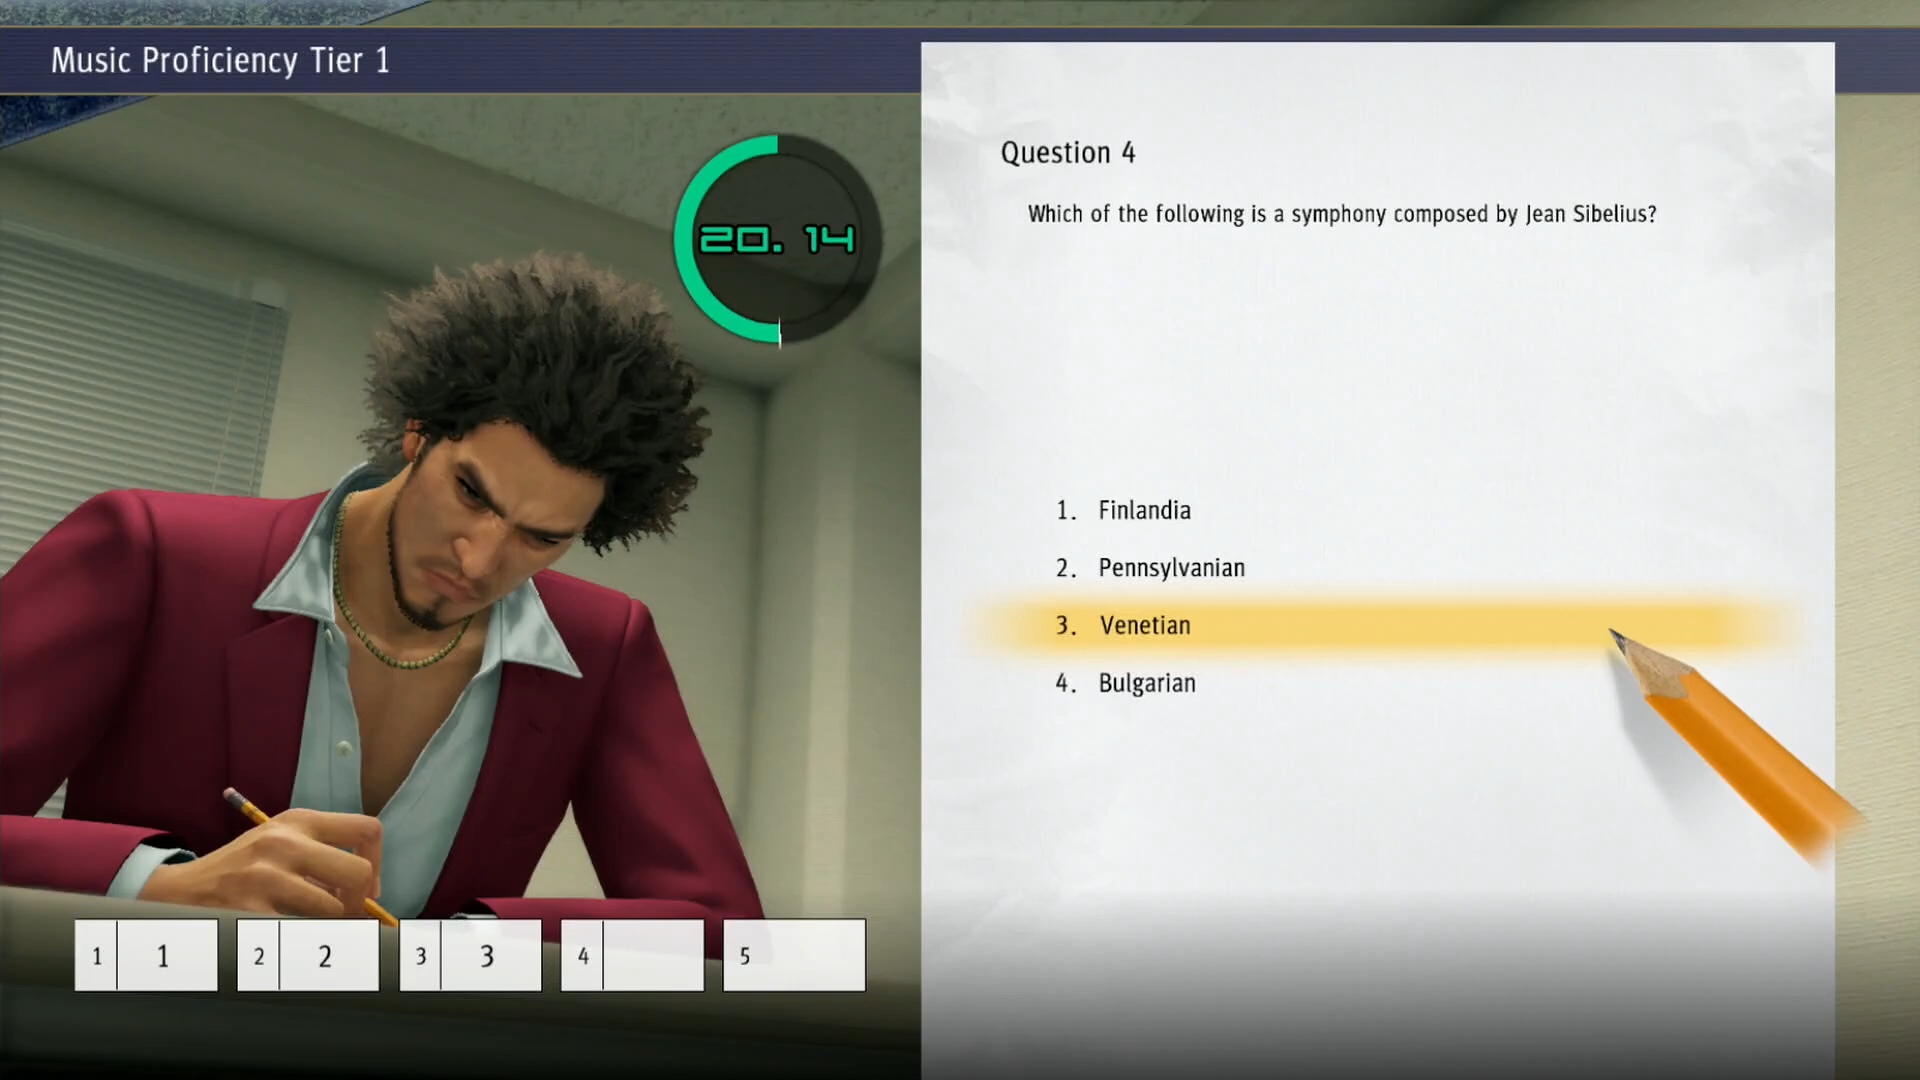 Music Proficiency Tier 1
20. 14
Question 4
Which of the following is a symphony composed by Jean Sibelius?
1. Finlandia
2. Pennsylvanian
3. Venetian
4. Bulgarian
1 1 2 2 3 3 4 5